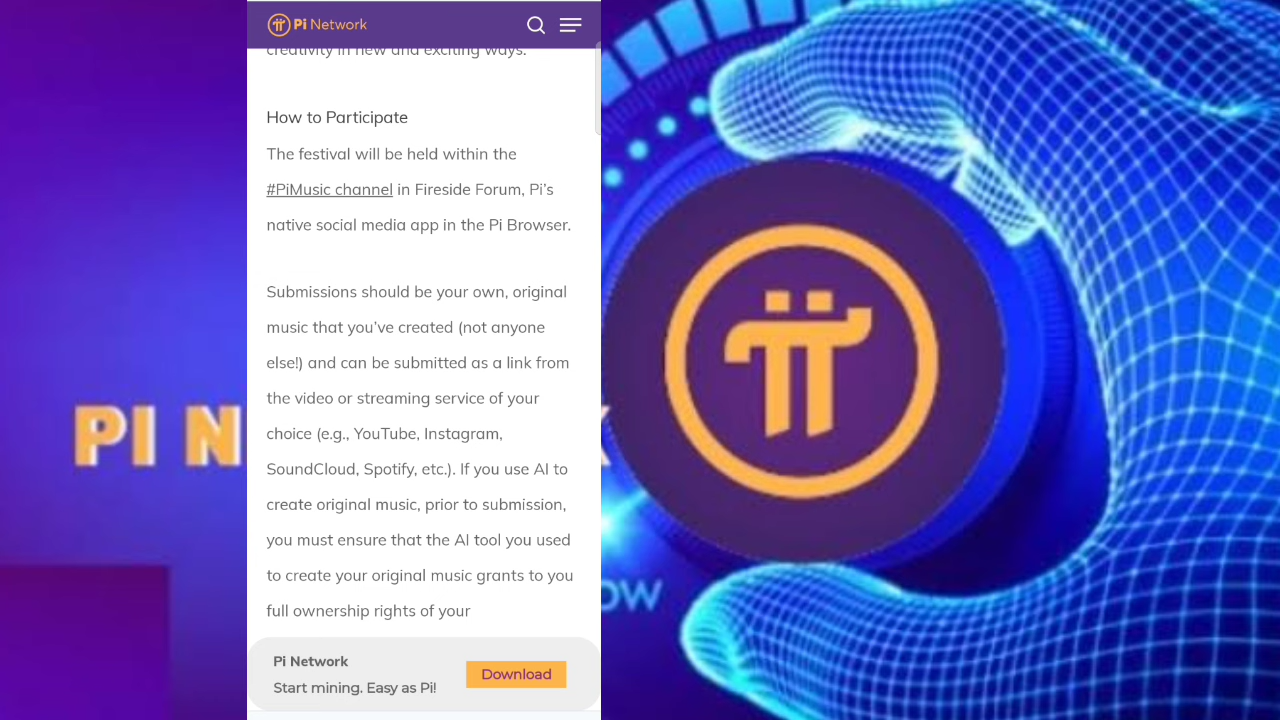 Pi Network
creativity in new and exciting ways.
How to Participate
The festival will be held within the
#PiMusic channel in Fireside Forum, Pi's
native social media app in the Pi Browser.
Submissions should be your own, original
music that you've created (not anyone
else!) and can be submitted as a link from
the video or streaming service of your
choice (e.g., YouTube, Instagram,
SoundCloud, Spotify, etc.). If you use AI to
create original music, prior to submission,
you must ensure that the AI tool you used
to create your original music grants to you
full ownership rights of your
Pi Network
Start mining. Easy as Pi!
Download
PI N